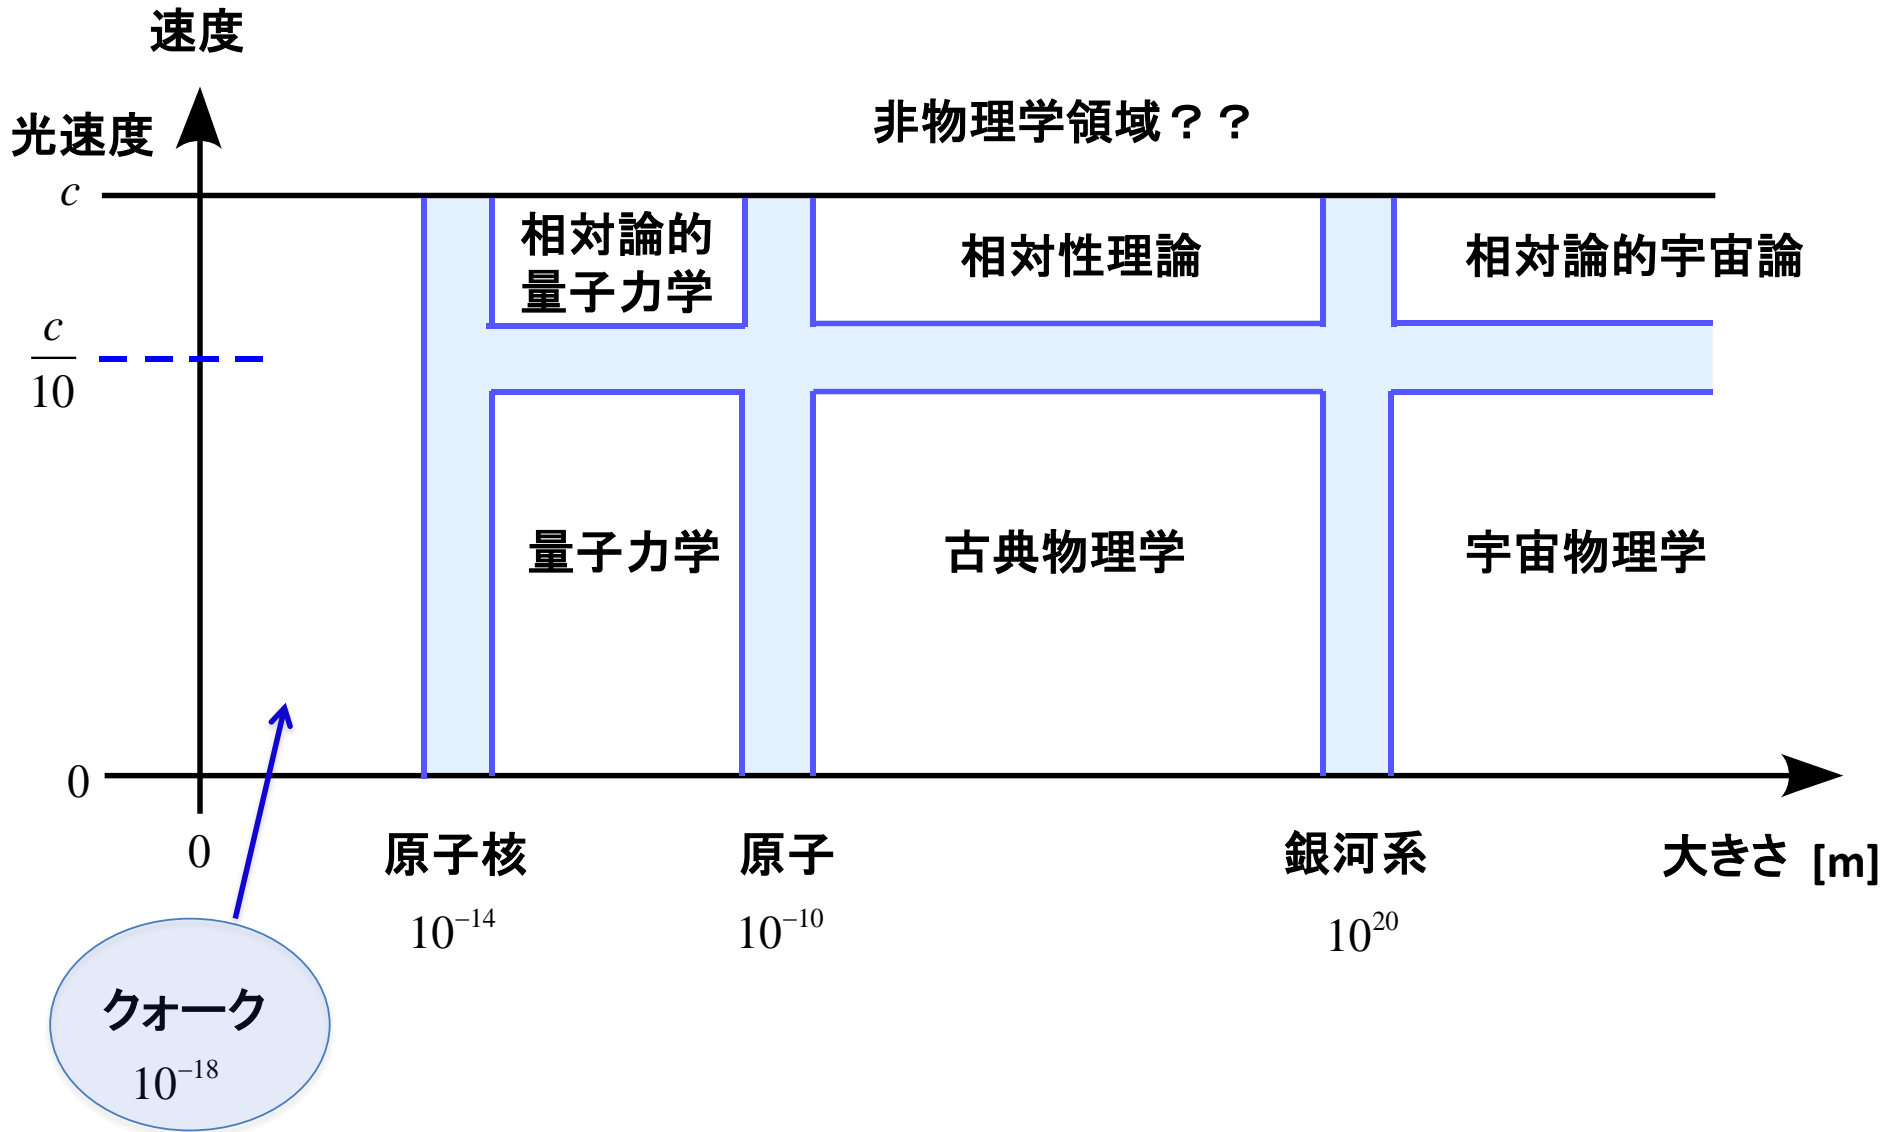 速度
光速度
非物理学領域？？
c
相対論的
量子力学
相対性理論
相対論的宇宙論
c
10
量子力学
古典物理学
宇宙物理学
0
0
原子核
原子
銀河系
大きさ [m]
10⁻¹⁴
10⁻¹⁰
10²⁰
クォーク
10⁻¹⁸